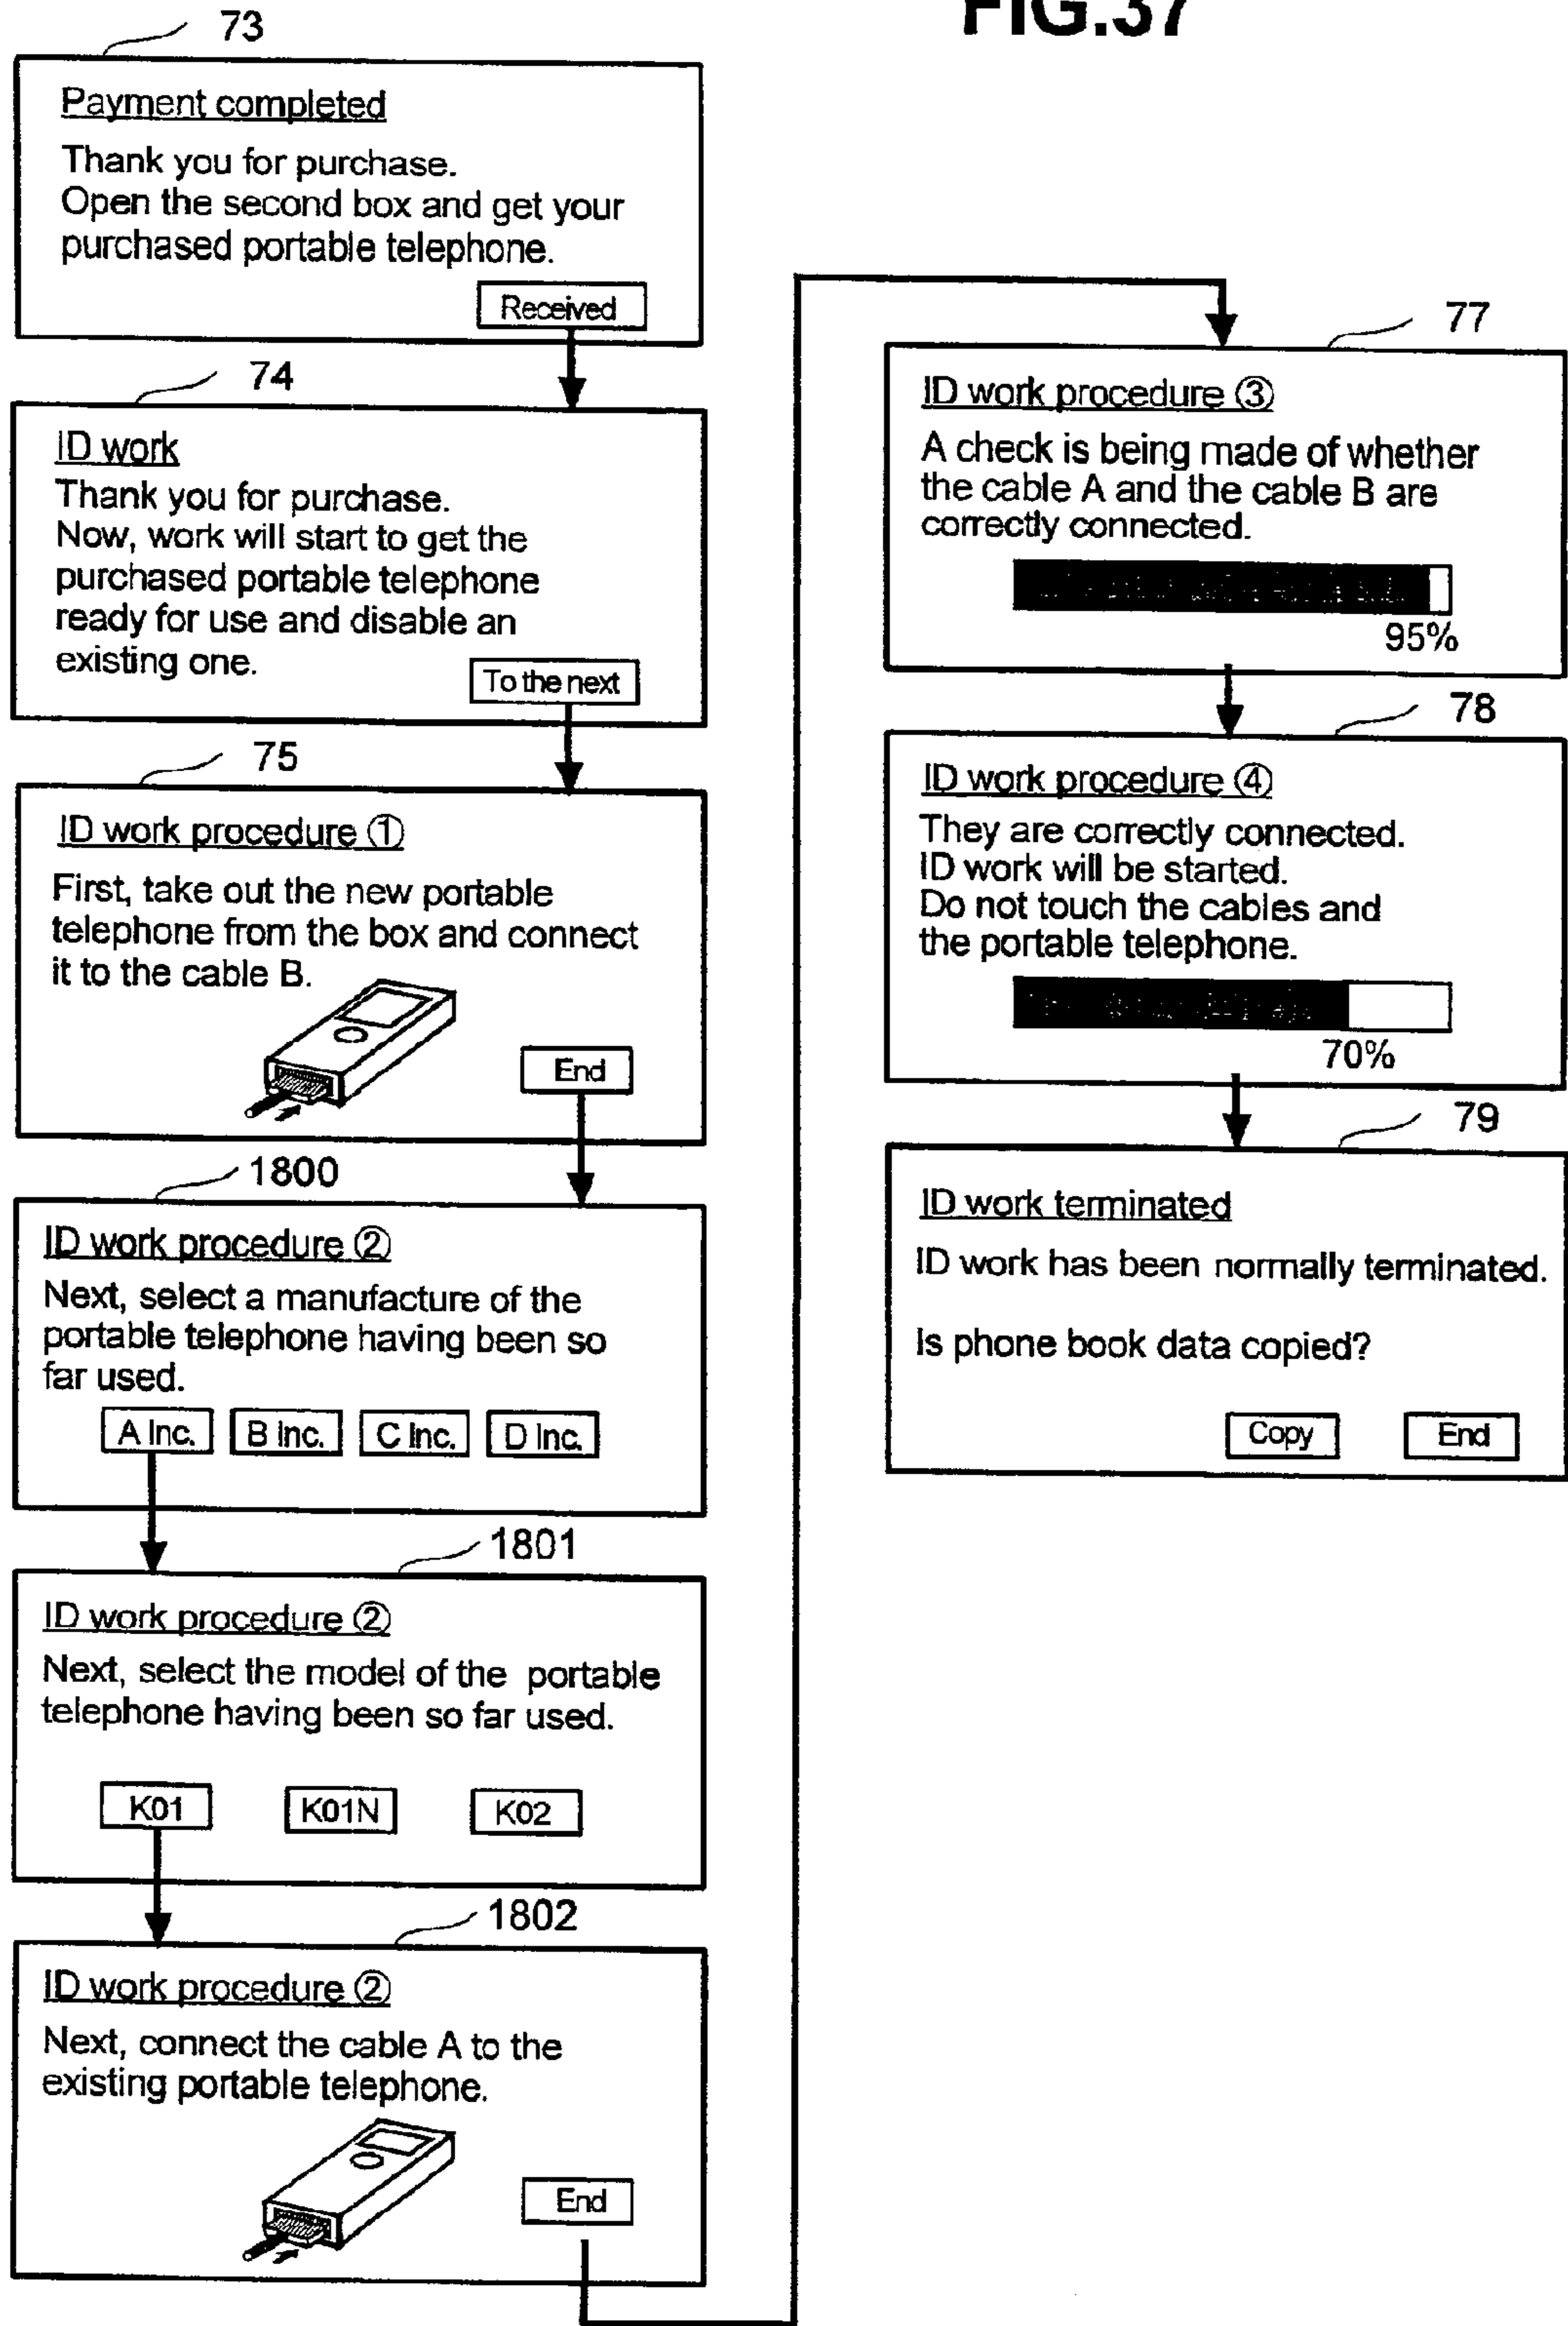 FIG.37
73
Payment completed
Thank you for purchase.
Open the second box and get your
purchased portable telephone.
Received
74
ID work
Thank you for purchase.
Now, work will start to get the
purchased portable telephone
ready for use and disable an
existing one.
To the next
75
ID work procedure ①
First, take out the new portable
telephone from the box and connect
it to the cable B.
End
1800
ID work procedure ②
Next, select a manufacture of the
portable telephone having been so
far used.
A Inc. B Inc. C Inc. D Inc.
1801
ID work procedure ②
Next, select the model of the portable
telephone having been so far used.
K01 K01N K02
1802
ID work procedure ②
Next, connect the cable A to the
existing portable telephone.
End
77
ID work procedure ③
A check is being made of whether
the cable A and the cable B are
correctly connected.
95%
78
ID work procedure ④
They are correctly connected.
ID work will be started.
Do not touch the cables and
the portable telephone.
70%
79
ID work terminated
ID work has been normally terminated.
Is phone book data copied?
Copy End